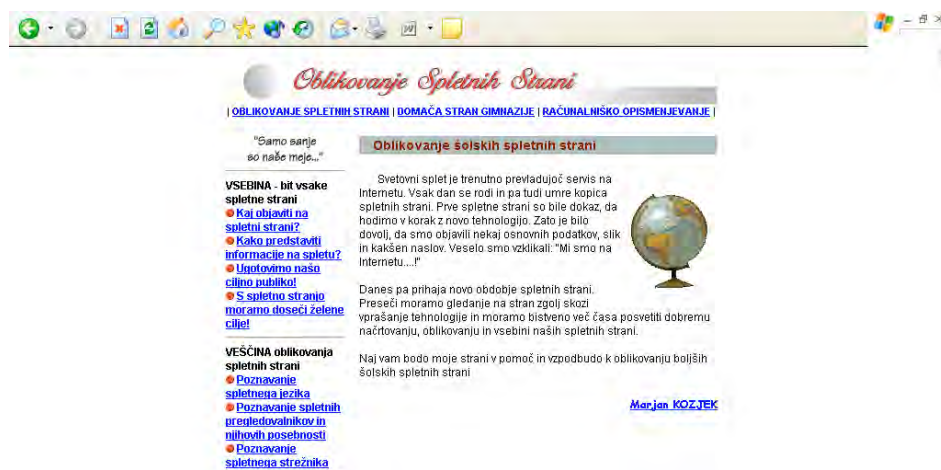 Oblikovanje Spletnih Strani
| OBLIKOVANJE SPLETNIH STRANI | DOMAČA STRAN GIMNAZIJE | RAČUNALNIŠKO OPISMENJEVANJE |
"Samo sanje
so naše meje..."
VSEBINA - bit vsake
spletne strani
Kaj objaviti na
spletni strani?
Kako predstaviti
informacije na spletu?
Ugotovimo našo
ciljno publiko!
S spletno stranjo
moramo doseči želene
cilje!
VEŠČINA oblikovanja
spletnih strani
Poznavanje
spletnega jezika
Poznavanje spletnih
pregledovalnikov in
njihovih posebnosti
Poznavanje
spletnega strežnika
Oblikovanje šolskih spletnih strani
Svetovni splet je trenutno prevladujoč servis na
Internetu. Vsak dan se rodi in pa tudi umre kopica
spletnih strani. Prve spletne strani so bile dokaz, da
hodimo v korak z novo tehnologijo. Zato je bilo
dovolj, da smo objavili nekaj osnovnih podatkov, slik
in kakšen naslov. Veselo smo vzklikali: "Mi smo na
Internetu....!"
Danes pa prihaja novo obdobje spletnih strani.
Preseči moramo gledanje na stran zgolj skozi
vprašanje tehnologije in moramo bistveno več časa posvetiti dobremu
načrtovanju, oblikovanju in vsebini naših spletnih strani.
Naj vam bodo moje strani v pomoč in vzpodbudo k oblikovanju boljših
šolskih spletnih strani
Marjan KOZJEK